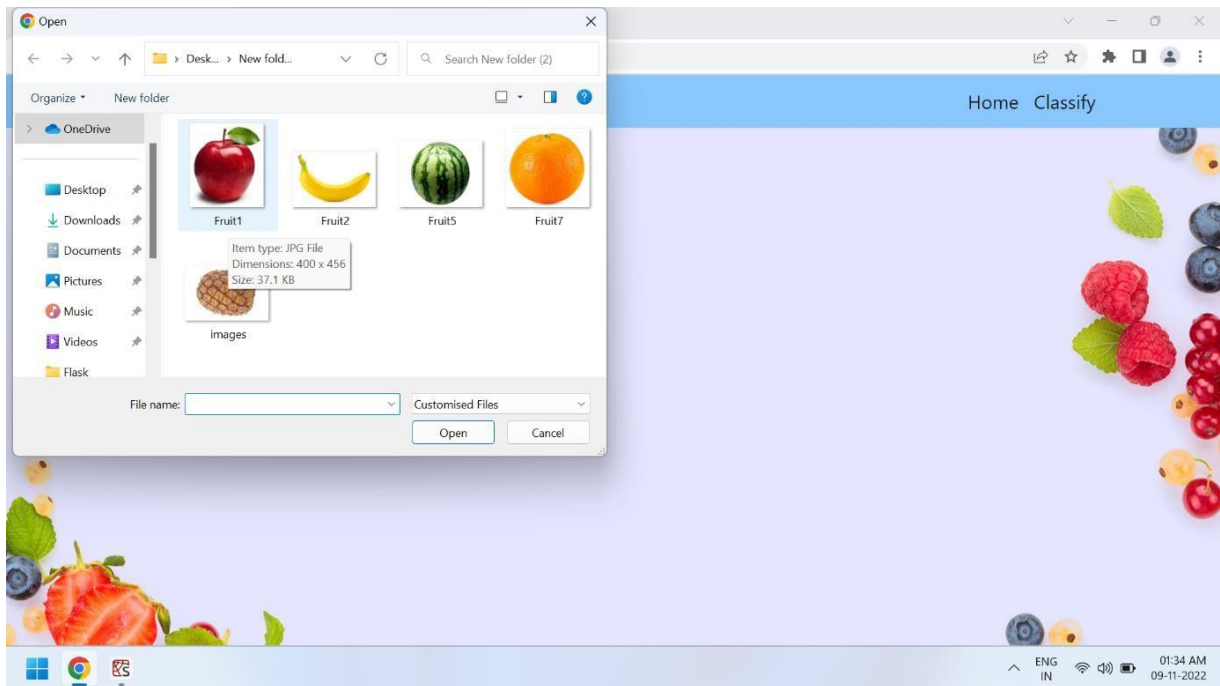 Open
Desk... › New fold...
Search New folder (2)
Organize
New folder
Home Classify
OneDrive
Desktop
Downloads
Documents
Pictures
Music
Videos
Flask
Fruit1
Fruit2
Fruit5
Fruit7
Item type: JPG File
Dimensions: 400 x 456
Size: 37.1 KB
images
File name:
Customised Files
Open
Cancel
ENG
IN
01:34 AM
09-11-2022